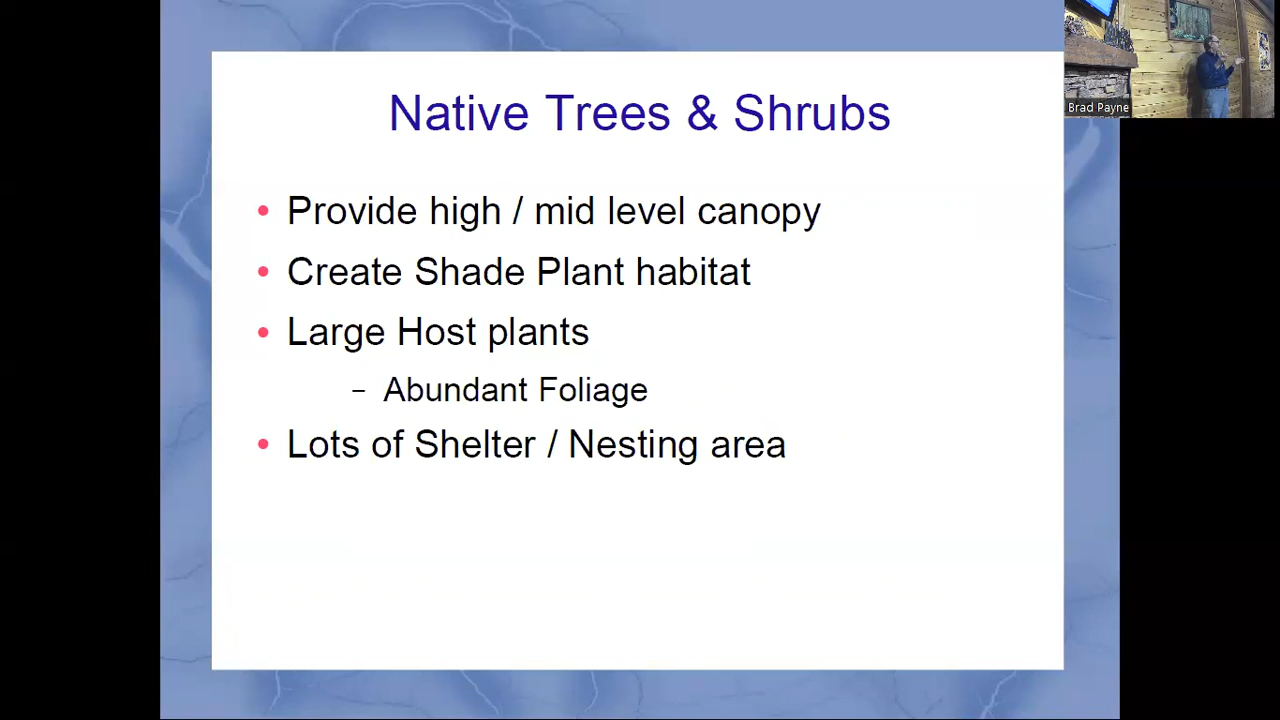 Native Trees & Shrubs
• Provide high / mid level canopy
• Create Shade Plant habitat
• Large Host plants
– Abundant Foliage
• Lots of Shelter / Nesting area
Brad Payne